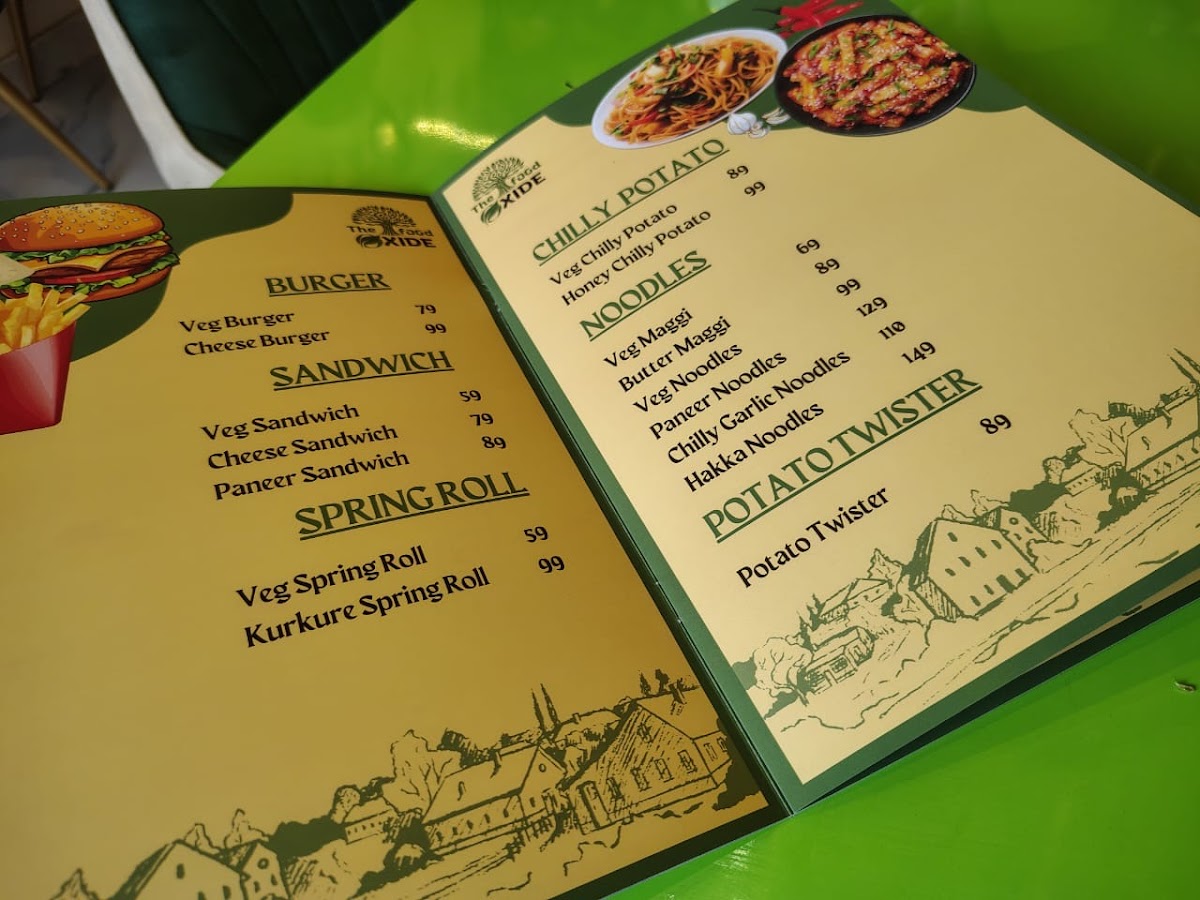 The Food
OXIDE
BURGER
Veg Burger 79
Cheese Burger 99
SANDWICH
Veg Sandwich 59
Cheese Sandwich 79
Paneer Sandwich 89
SPRING ROLL
Veg Spring Roll 59
Kurkure Spring Roll 99
The Food
OXIDE
CHILLY POTATO
Veg Chilly Potato 89
Honey Chilly Potato 99
NOODLES
Veg Maggi 69
Butter Maggi 89
Veg Noodles 99
Paneer Noodles 129
Chilly Garlic Noodles 110
Hakka Noodles 149
POTATO TWISTER
Potato Twister 89